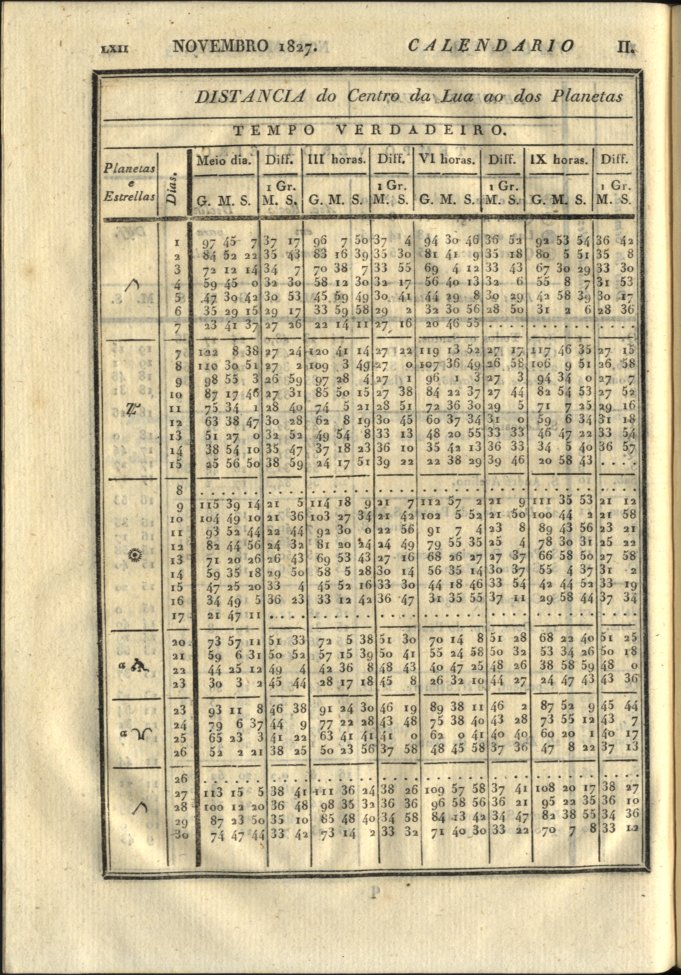 LXII NOVEMBRO 1827. CALENDARIO II.
DISTANCIA do Centro da Lua ao dos Planetas
TEMPO VERDADEIRO.
Planetas e Estrellas Dias. Meio dia. Diff. III horas. Diff. VI horas. Diff. IX horas. Diff.
1 Gr. 1 Gr. 1 Gr. 1 Gr.
G. M. S. M. S. G. M. S. M. S. G. M. S. M. S. G. M. S. M. S.
1 97 45 7 37 17 96 7 50 37 4 94 30 46 36 52 92 53 54 36 42
2 84 52 22 35 43 83 16 39 35 30 81 41 9 35 18 80 5 51 35 8
3 72 12 14 34 7 70 38 7 33 55 69 4 12 33 43 67 30 29 33 30
4 59 45 0 32 30 58 12 30 32 17 56 40 13 32 6 55 8 7 31 53
5 47 30 42 30 53 45 59 49 30 41 44 29 8 30 29 42 58 39 30 17
6 35 29 15 29 17 33 59 58 29 2 32 30 56 28 50 31 2 6 28 36
7 23 41 37 27 26 22 14 11 27 16 20 46 55
7 122 8 38 27 24 120 41 14 27 22 119 13 52 27 17 117 46 35 27 15
8 110 30 51 27 2 109 3 49 27 0 107 36 49 26 58 106 9 51 26 58
9 98 55 3 26 59 97 28 4 27 1 96 1 3 27 3 94 34 0 27 7
10 87 17 46 27 31 85 50 15 27 38 84 22 37 27 44 82 54 53 27 52
11 75 34 1 28 40 74 5 21 28 51 72 36 30 29 5 71 7 25 29 16
12 63 38 47 30 28 62 8 19 30 45 60 37 34 31 0 59 6 34 31 18
13 51 27 0 32 52 49 54 8 33 13 48 20 55 33 33 46 47 22 33 54
14 38 54 10 35 47 37 18 23 36 10 35 42 13 36 33 34 5 40 36 57
15 25 56 50 38 59 24 17 51 39 22 22 38 29 39 46 20 58 43
8
9 115 39 14 21 5 114 18 9 21 7 112 57 2 21 9 111 35 53 21 12
10 104 49 10 21 36 103 27 34 21 42 102 5 52 21 50 100 44 2 21 58
11 93 52 44 22 44 92 30 0 22 56 91 7 4 23 8 89 43 56 23 21
12 82 44 56 24 32 81 20 24 24 49 79 55 35 25 4 78 30 31 25 22
13 71 20 26 26 43 69 53 43 27 16 68 26 27 27 37 66 58 50 27 58
14 59 35 18 29 50 58 5 28 30 14 56 35 14 30 37 55 4 37 31 2
15 47 25 20 33 4 45 52 16 33 30 44 18 46 33 54 42 44 52 33 19
16 34 49 5 36 23 33 12 42 36 47 31 35 55 37 11 29 58 44 37 34
17 21 47 11
α 20 73 57 11 51 33 72 5 38 51 30 70 14 8 51 28 68 22 40 51 25
21 59 6 31 50 52 57 15 39 50 41 55 24 58 50 32 53 34 26 50 18
22 44 25 12 49 4 42 36 8 48 43 40 47 25 48 26 38 58 59 48 0
23 30 3 2 45 44 28 17 18 45 8 26 32 10 44 27 24 47 43 43 36
23 93 11 8 46 38 91 24 30 46 19 89 38 11 46 2 87 52 9 45 44
α ♈ 24 79 6 37 44 9 77 22 28 43 48 75 38 40 43 28 73 55 12 43 7
25 65 23 3 41 22 63 41 41 41 0 62 0 41 40 40 60 20 1 40 17
26 52 2 21 38 25 50 23 56 37 58 48 45 58 37 36 47 8 22 37 13
26
27 113 15 5 38 41 111 36 24 38 26 109 57 58 37 41 108 20 17 38 27
28 100 12 20 36 48 98 35 32 36 36 96 58 56 36 21 95 22 35 36 10
29 87 23 50 35 10 85 48 40 34 58 84 13 42 34 47 82 38 55 34 36
30 74 47 44 33 42 73 14 2 33 32 71 40 30 33 22 70 7 8 33 12